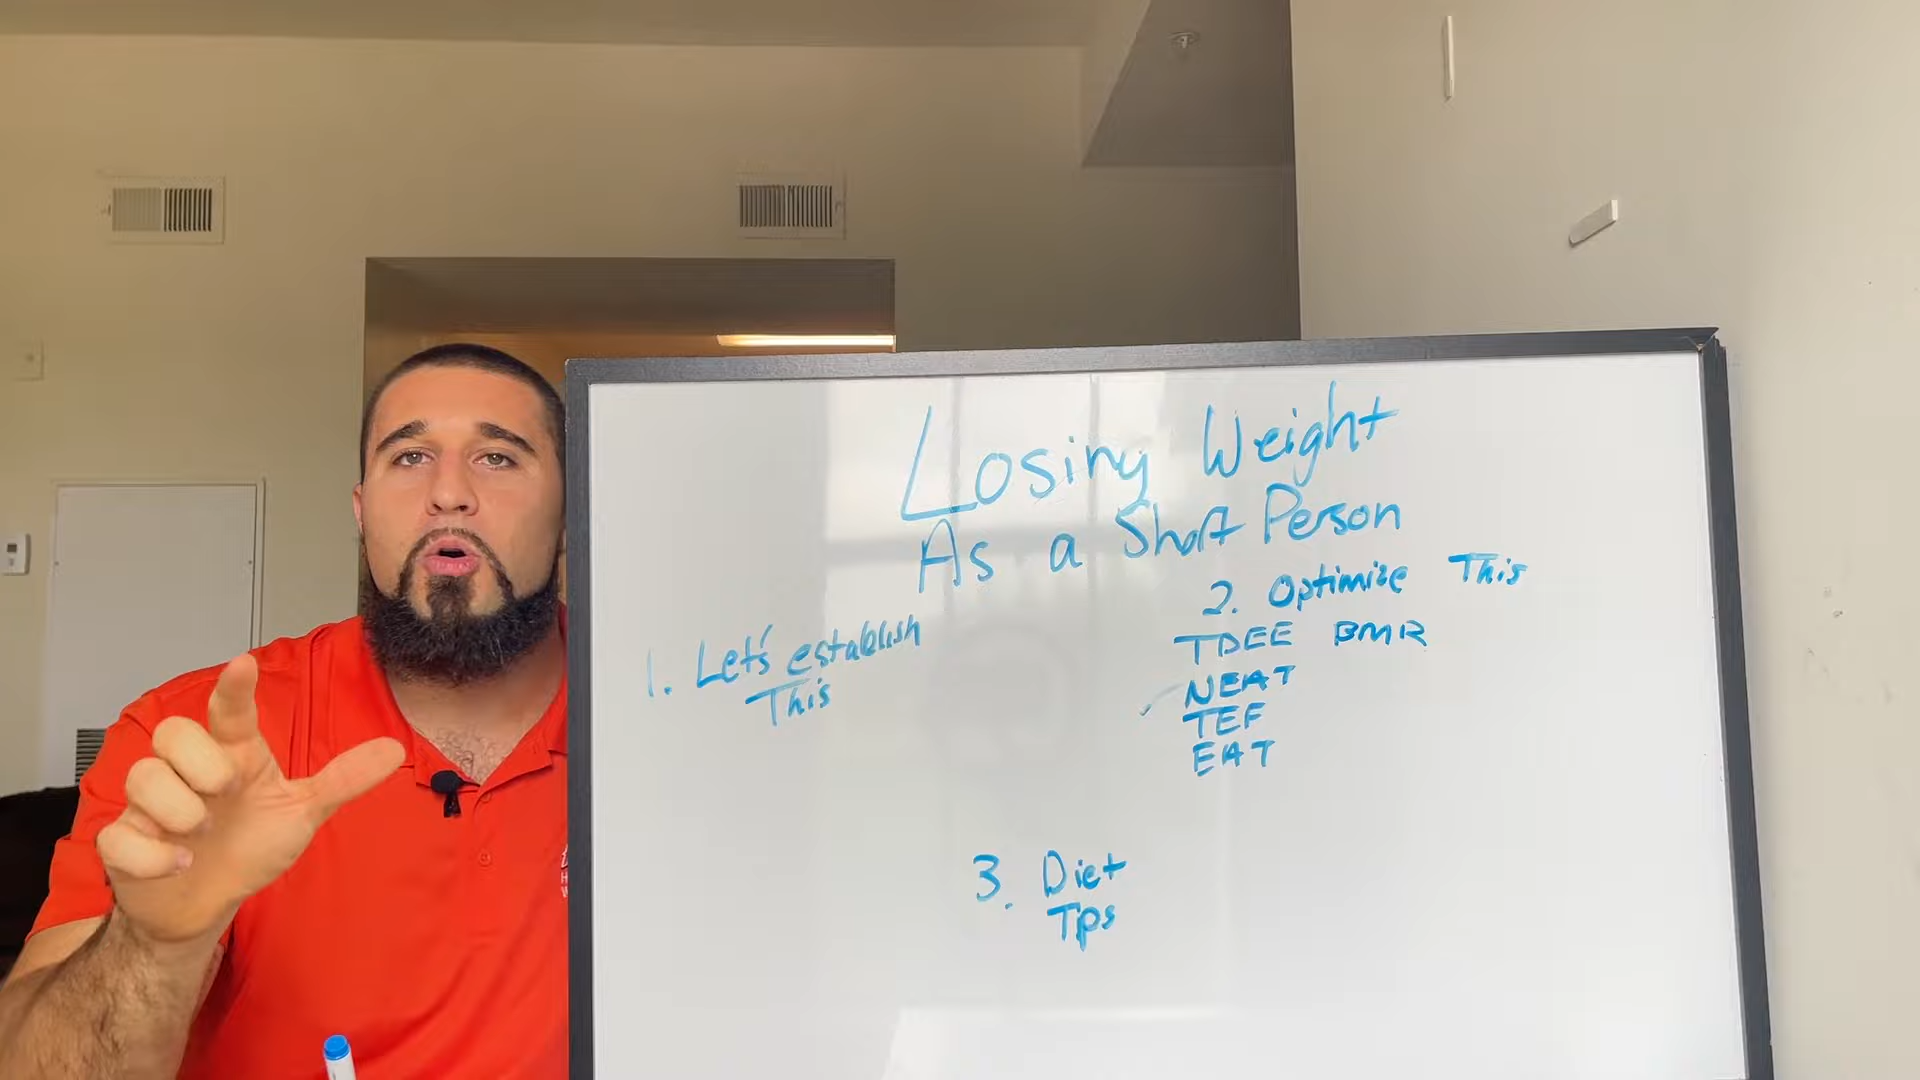 Losing Weight
As a Short Person
1. Let's establish
This
2. Optimize This
TDEE BMR
NEAT
TEF
EAT
3. Diet
Tps